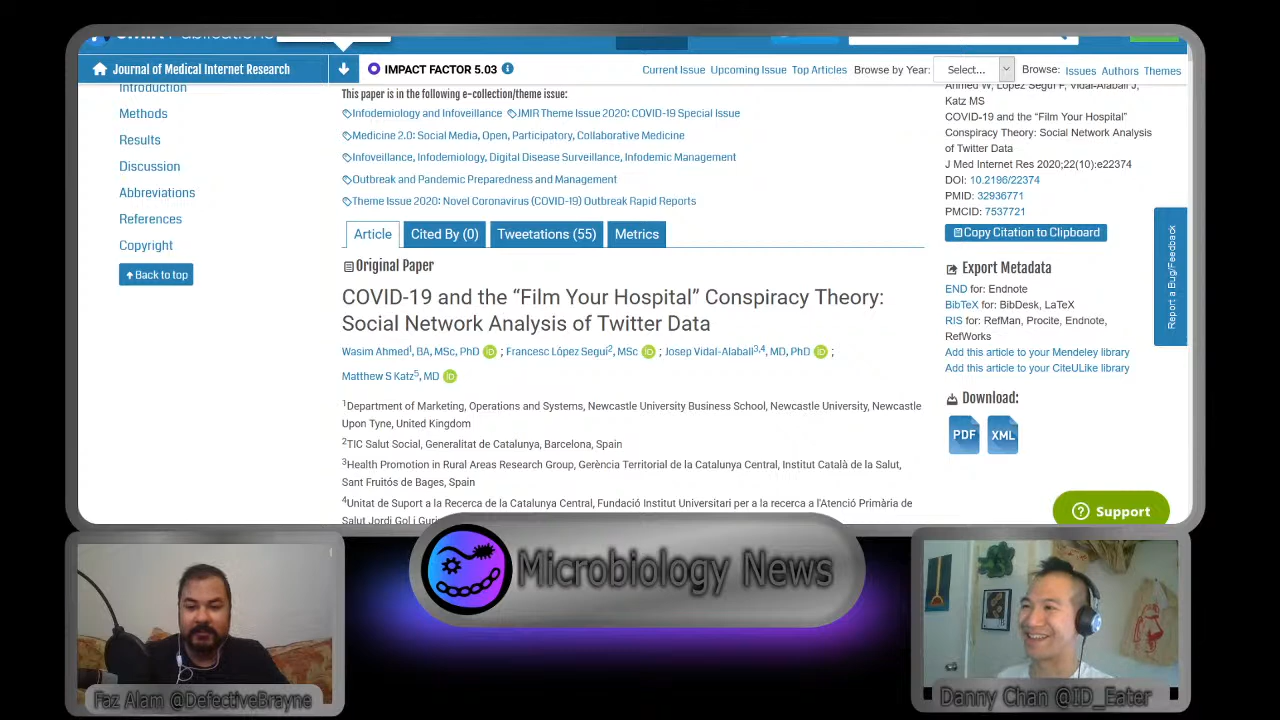 Journal of Medical Internet Research
IMPACT FACTOR 5.03
Current Issue Upcoming Issue Top Articles Browse by Year: Select... Browse: Issues Authors Themes
Introduction
Methods
Results
Discussion
Abbreviations
References
Copyright
Back to top
This paper is in the following e-collection/theme issue:
Infodemiology and Infoveillance JMIR Theme Issue 2020: COVID-19 Special Issue
Medicine 2.0: Social Media, Open, Participatory, Collaborative Medicine
Infoveillance, Infodemiology, Digital Disease Surveillance, Infodemic Management
Outbreak and Pandemic Preparedness and Management
Theme Issue 2020: Novel Coronavirus (COVID-19) Outbreak Rapid Reports
Article Cited By (0) Tweetations (55) Metrics
Original Paper
COVID-19 and the “Film Your Hospital” Conspiracy Theory:
Social Network Analysis of Twitter Data
Wasim Ahmed1, BA, MSc, PhD iD ; Francesc López Seguí2, MSc iD ; Josep Vidal-Alaball3,4, MD, PhD iD ;
Matthew S Katz5, MD iD
1Department of Marketing, Operations and Systems, Newcastle University Business School, Newcastle University, Newcastle
Upon Tyne, United Kingdom
2TIC Salut Social, Generalitat de Catalunya, Barcelona, Spain
3Health Promotion in Rural Areas Research Group, Gerència Territorial de la Catalunya Central, Institut Català de la Salut,
Sant Fruitós de Bages, Spain
4Unitat de Suport a la Recerca de la Catalunya Central, Fundació Institut Universitari per a la recerca a l'Atenció Primària de
Salut Jordi Gol i Guri
Ahmed W, López Seguí F, Vidal-Alaball J,
Katz MS
COVID-19 and the “Film Your Hospital”
Conspiracy Theory: Social Network Analysis
of Twitter Data
J Med Internet Res 2020;22(10):e22374
DOI: 10.2196/22374
PMID: 32936771
PMCID: 7537721
Copy Citation to Clipboard
Export Metadata
END for: Endnote
BibTeX for: BibDesk, LaTeX
RIS for: RefMan, Procite, Endnote,
RefWorks
Add this article to your Mendeley library
Add this article to your CiteULike library
Download:
PDF XML
Report a Bug/Feedback
Support
Microbiology News
Faz Alam @DefectiveBrayne
Danny Chan @ID_Eater